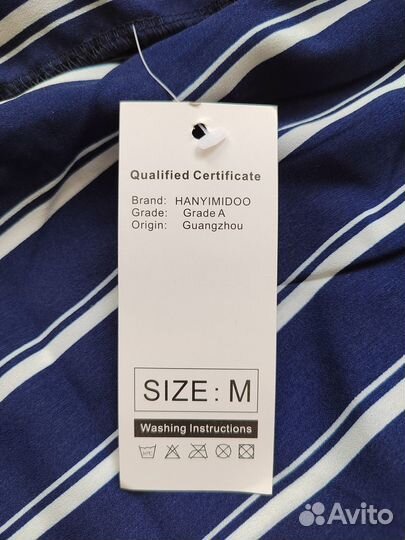 Qualified Certificate
Brand: HANYIMIDOO
Grade: Grade A
Origin: Guangzhou
SIZE: M
Washing Instructions
Avito